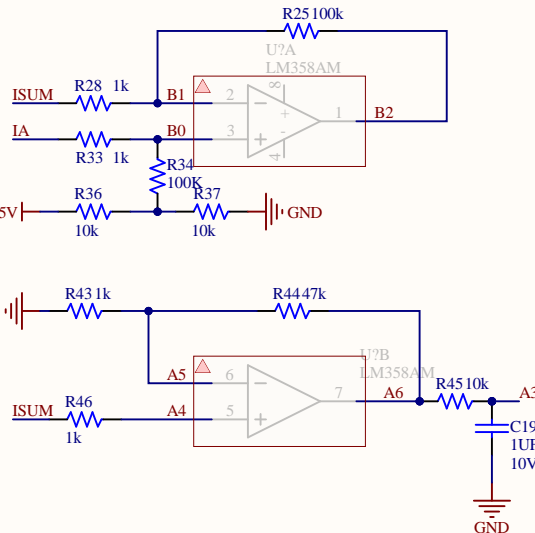 R25 100k
U?A
LM358AM
8
ISUM R28 1k B1 2 − + 1 B2
IA R33 1k B0 3 + - 4
R34
100K
R36 R37
5V GND
10k 10k
R43 1k R44 47k
U?B
LM358AM
A5 6 − 7 A6 R45 10k A3
ISUM R46 A4 5 +
1k
C19
1UF
10V
GND